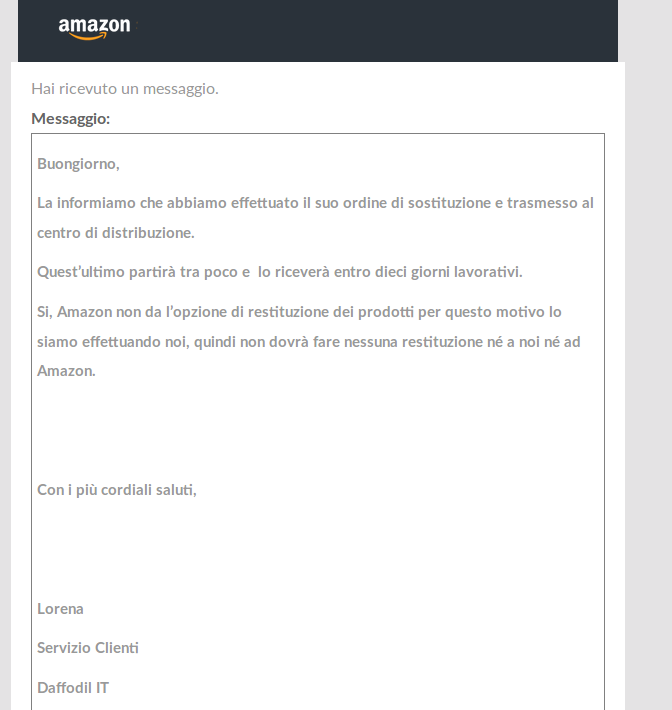 amazon
Hai ricevuto un messaggio.
Messaggio:
Buongiorno,
La informiamo che abbiamo effettuato il suo ordine di sostituzione e trasmesso al
centro di distribuzione.
Quest’ultimo partirà tra poco e  lo riceverà entro dieci giorni lavorativi.
Si, Amazon non da l’opzione di restituzione dei prodotti per questo motivo lo
siamo effettuando noi, quindi non dovrà fare nessuna restituzione né a noi né ad
Amazon.
Con i più cordiali saluti,
Lorena
Servizio Clienti
Daffodil IT